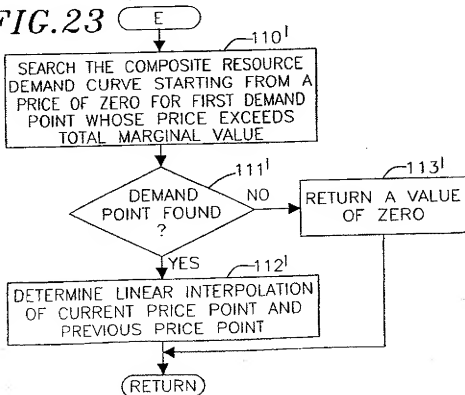 FIG.23
E
110'
SEARCH THE COMPOSITE RESOURCE
DEMAND CURVE STARTING FROM A
PRICE OF ZERO FOR FIRST DEMAND
POINT WHOSE PRICE EXCEEDS
TOTAL MARGINAL VALUE
111'
DEMAND
POINT FOUND
?
NO
113'
RETURN A VALUE
OF ZERO
YES
112'
DETERMINE LINEAR INTERPOLATION
OF CURRENT PRICE POINT AND
PREVIOUS PRICE POINT
RETURN